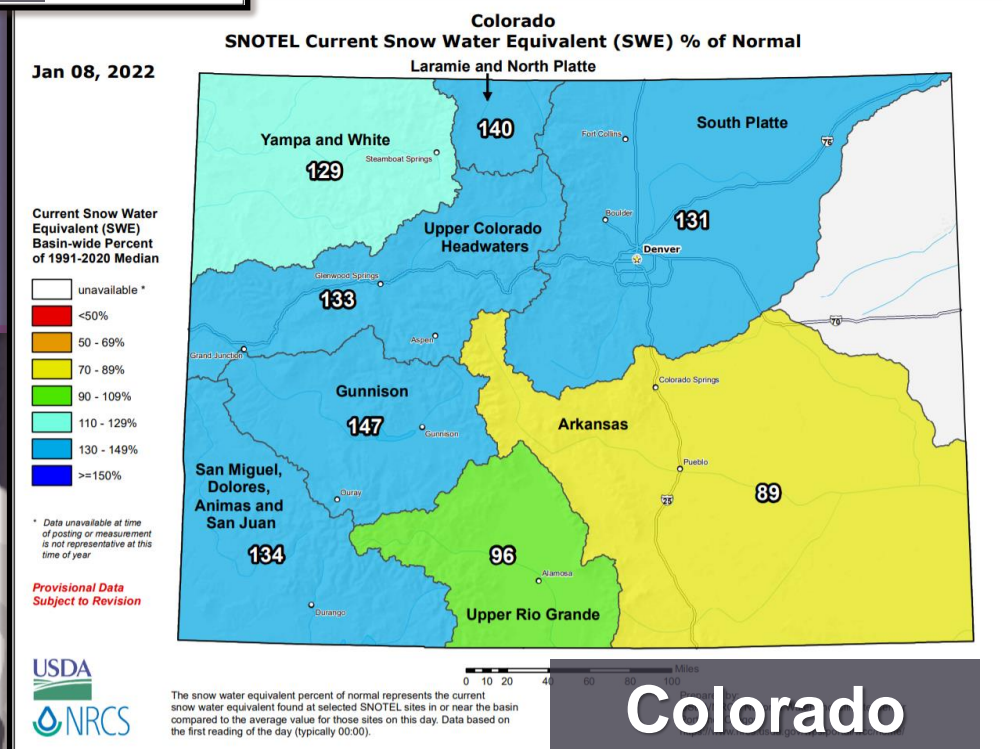 Colorado
SNOTEL Current Snow Water Equivalent (SWE) % of Normal
Jan 08, 2022
Laramie and North Platte
140
Yampa and White
129
Steamboat Springs
Fort Collins
South Platte
76
Current Snow Water
Equivalent (SWE)
Basin-wide Percent
of 1991-2020 Median
unavailable *
<50%
50 - 69%
70 - 89%
90 - 109%
110 - 129%
130 - 149%
>=150%
Upper Colorado
Headwaters
Boulder
131
Denver
Glenwood Springs
133
70
Aspen
Grand Junction
Gunnison
147
Gunnison
Colorado Springs
Arkansas
Pueblo
89
25
San Miguel,
Dolores,
Animas and
San Juan
134
Ouray
Durango
96
Alamosa
Upper Rio Grande
* Data unavailable at time
of posting or measurement
is not representative at this
time of year
Provisional Data
Subject to Revision
USDA
NRCS
Miles
0 10 20 40 60 80 100
The snow water equivalent percent of normal represents the current
snow water equivalent found at selected SNOTEL sites in or near the basin
compared to the average value for those sites on this day. Data based on
the first reading of the day (typically 00:00).
Prepared by:
Colorado